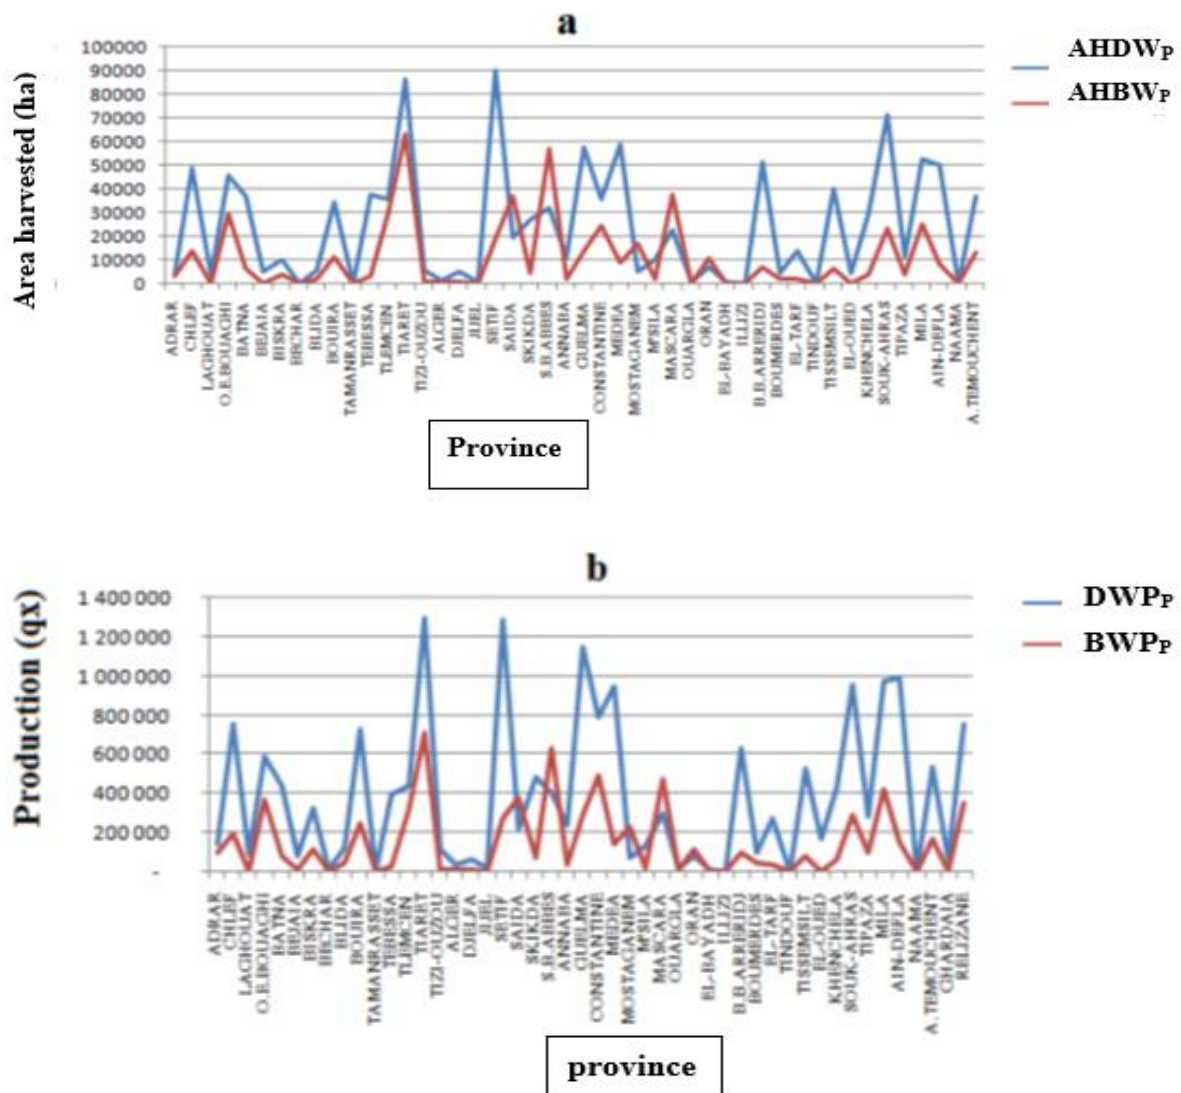 a
Area harvested (ha)
100000
90000
80000
70000
60000
50000
40000
30000
20000
10000
0
AHDWP
AHBWP
ADRAR
CHLEF
LAGHOUAT
O.E.BOUAGHI
BATNA
BEJAIA
BISKRA
BECHAR
BLIDA
BOUIRA
TAMANRASSET
TEBESSA
TLEMCEN
TIARET
TIZI-OUZOU
ALGER
DJELFA
JIJEL
SETIF
SAIDA
SKIKDA
S.B.ABBES
ANNABA
GUELMA
CONSTANTINE
MEDEA
MOSTAGANEM
M'SILA
MASCARA
OUARGLA
ORAN
EL-BAYADH
ILLIZI
B.B.ARRERIDJ
BOUMERDES
EL-TARF
TINDOUF
TISSEMSILT
EL-OUED
KHENCHELA
SOUK-AHRAS
TIPAZA
MILA
AIN-DEFLA
NAAMA
A.TEMOUCHENT
Province
b
Production (qx)
1 400 000
1 200 000
1 000 000
800 000
600 000
400 000
200 000
-
DWPP
BWPP
ADRAR
CHLEF
LAGHOUAT
O.E.BOUAGHI
BATNA
BEJAIA
BISKRA
BECHAR
BLIDA
BOUIRA
TAMANRASSET
TEBESSA
TLEMCEN
TIARET
TIZI-OUZOU
ALGER
DJELFA
JIJEL
SETIF
SAIDA
SKIKDA
S.B.ABBES
ANNABA
GUELMA
CONSTANTINE
MEDEA
MOSTAGANEM
M'SILA
MASCARA
OUARGLA
ORAN
EL-BAYADH
ILLIZI
B.B.ARRERIDJ
BOUMERDES
EL-TARF
TINDOUF
TISSEMSILT
EL-OUED
KHENCHELA
SOUK-AHRAS
TIPAZA
MILA
AIN-DEFLA
NAAMA
A.TEMOUCHENT
GHARDAIA
RELIZANE
province